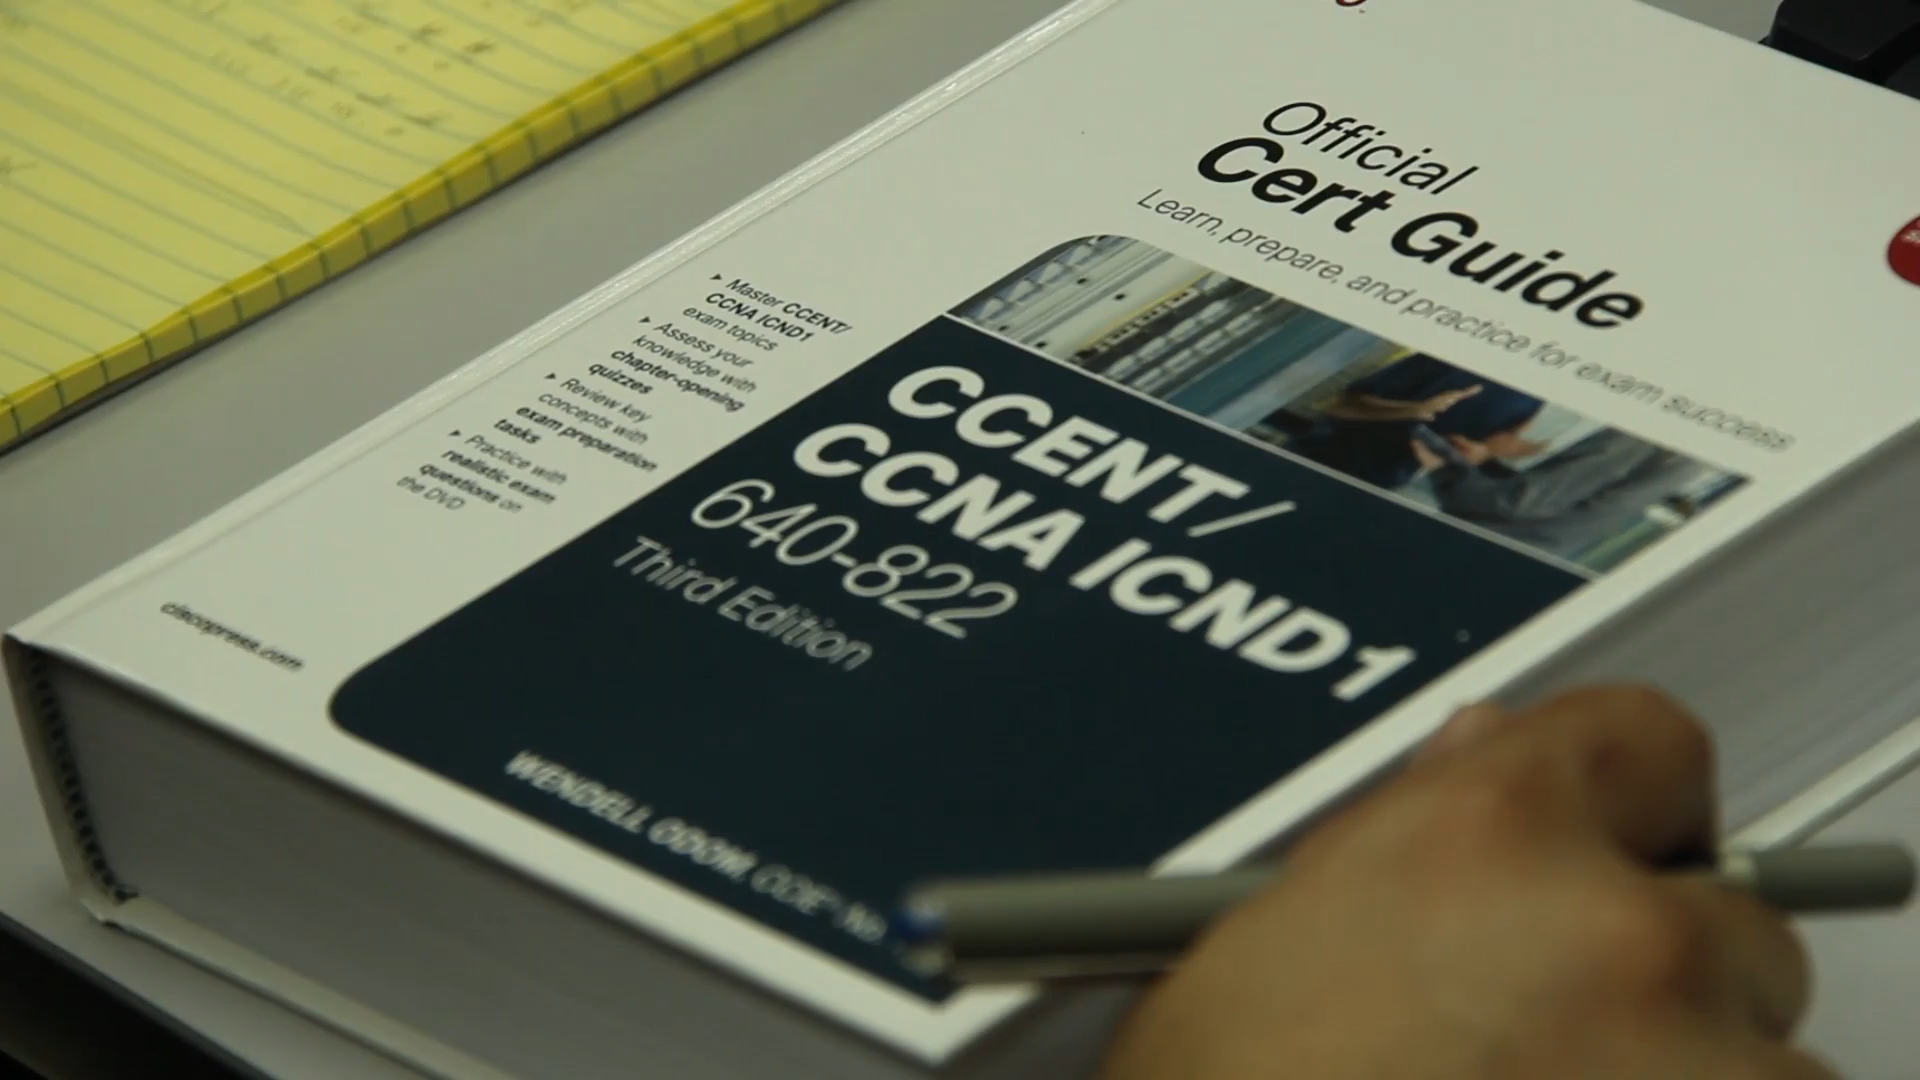 Official
Cert Guide
Learn, prepare, and practice for exam success
Master CCENT/
CCNA ICND1
exam topics
Assess your
knowledge with
chapter-opening
quizzes
Review key
concepts with
exam preparation
tasks
Practice with
realistic exam
questions on
the DVD
CCENT/
CCNA ICND1
640-822
Third Edition
ciscopress.com
WENDELL ODOM, CCIE®